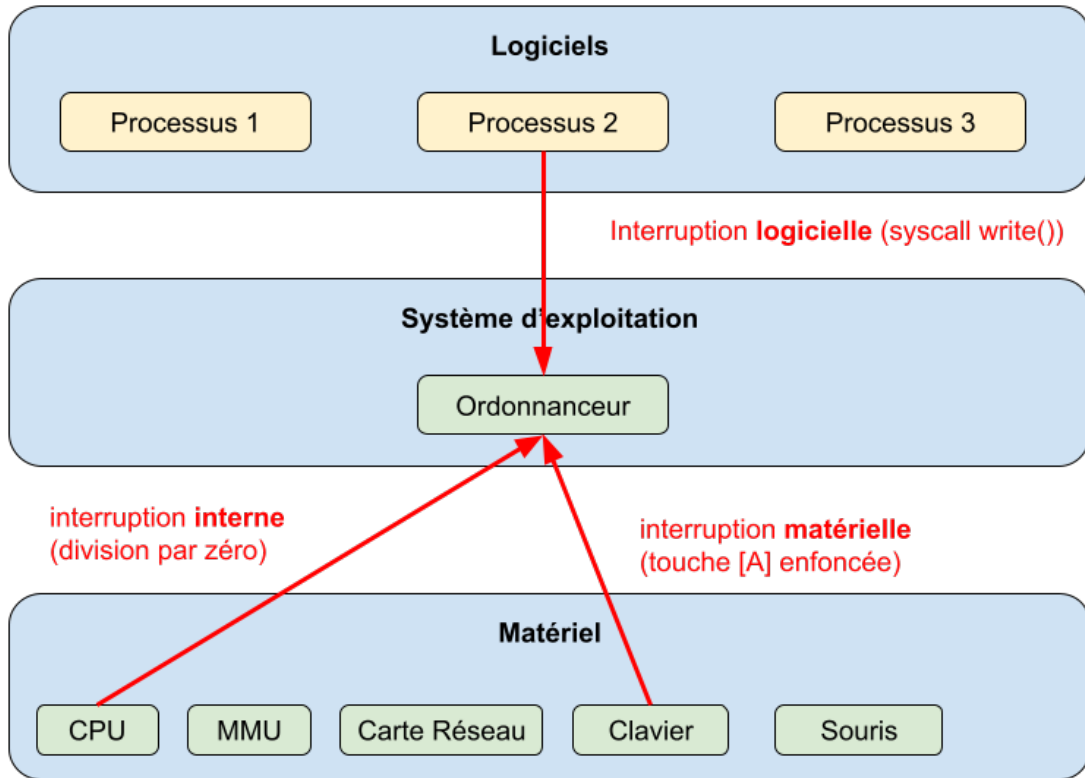 Logiciels
Processus 1
Processus 2
Processus 3
Interruption logicielle (syscall write())
Système d'exploitation
Ordonnanceur
interruption interne
(division par zéro)
interruption matérielle
(touche [A] enfoncée)
Matériel
CPU
MMU
Carte Réseau
Clavier
Souris